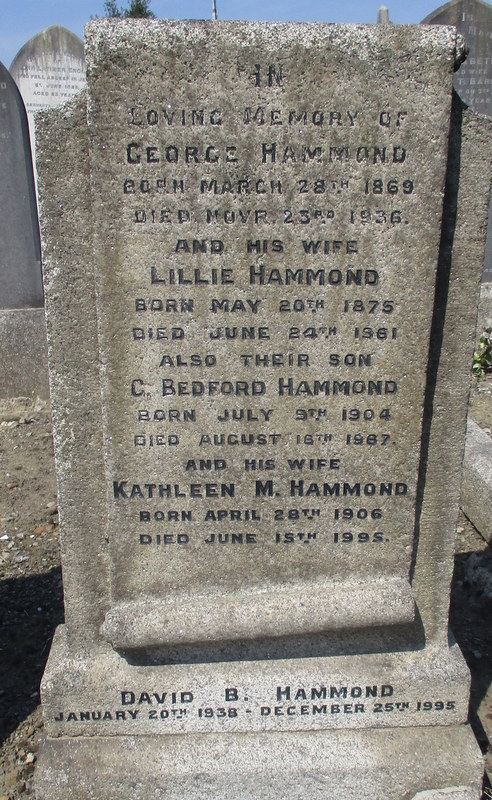 IN
LOVING MEMORY OF
GEORGE HAMMOND
BORN MARCH 28TH 1869
DIED NOVR. 23RD 1936.
AND HIS WIFE
LILLIE HAMMOND
BORN MAY 20TH 1875
DIED JUNE 24TH 1961
ALSO THEIR SON
G. BEDFORD HAMMOND
BORN JULY 9TH 1904
DIED AUGUST 16TH 1967.
AND HIS WIFE
KATHLEEN M. HAMMOND
BORN APRIL 28TH 1906
DIED JUNE 15TH 1995.
DAVID B. HAMMOND
JANUARY 20TH 1938 - DECEMBER 25TH 1995